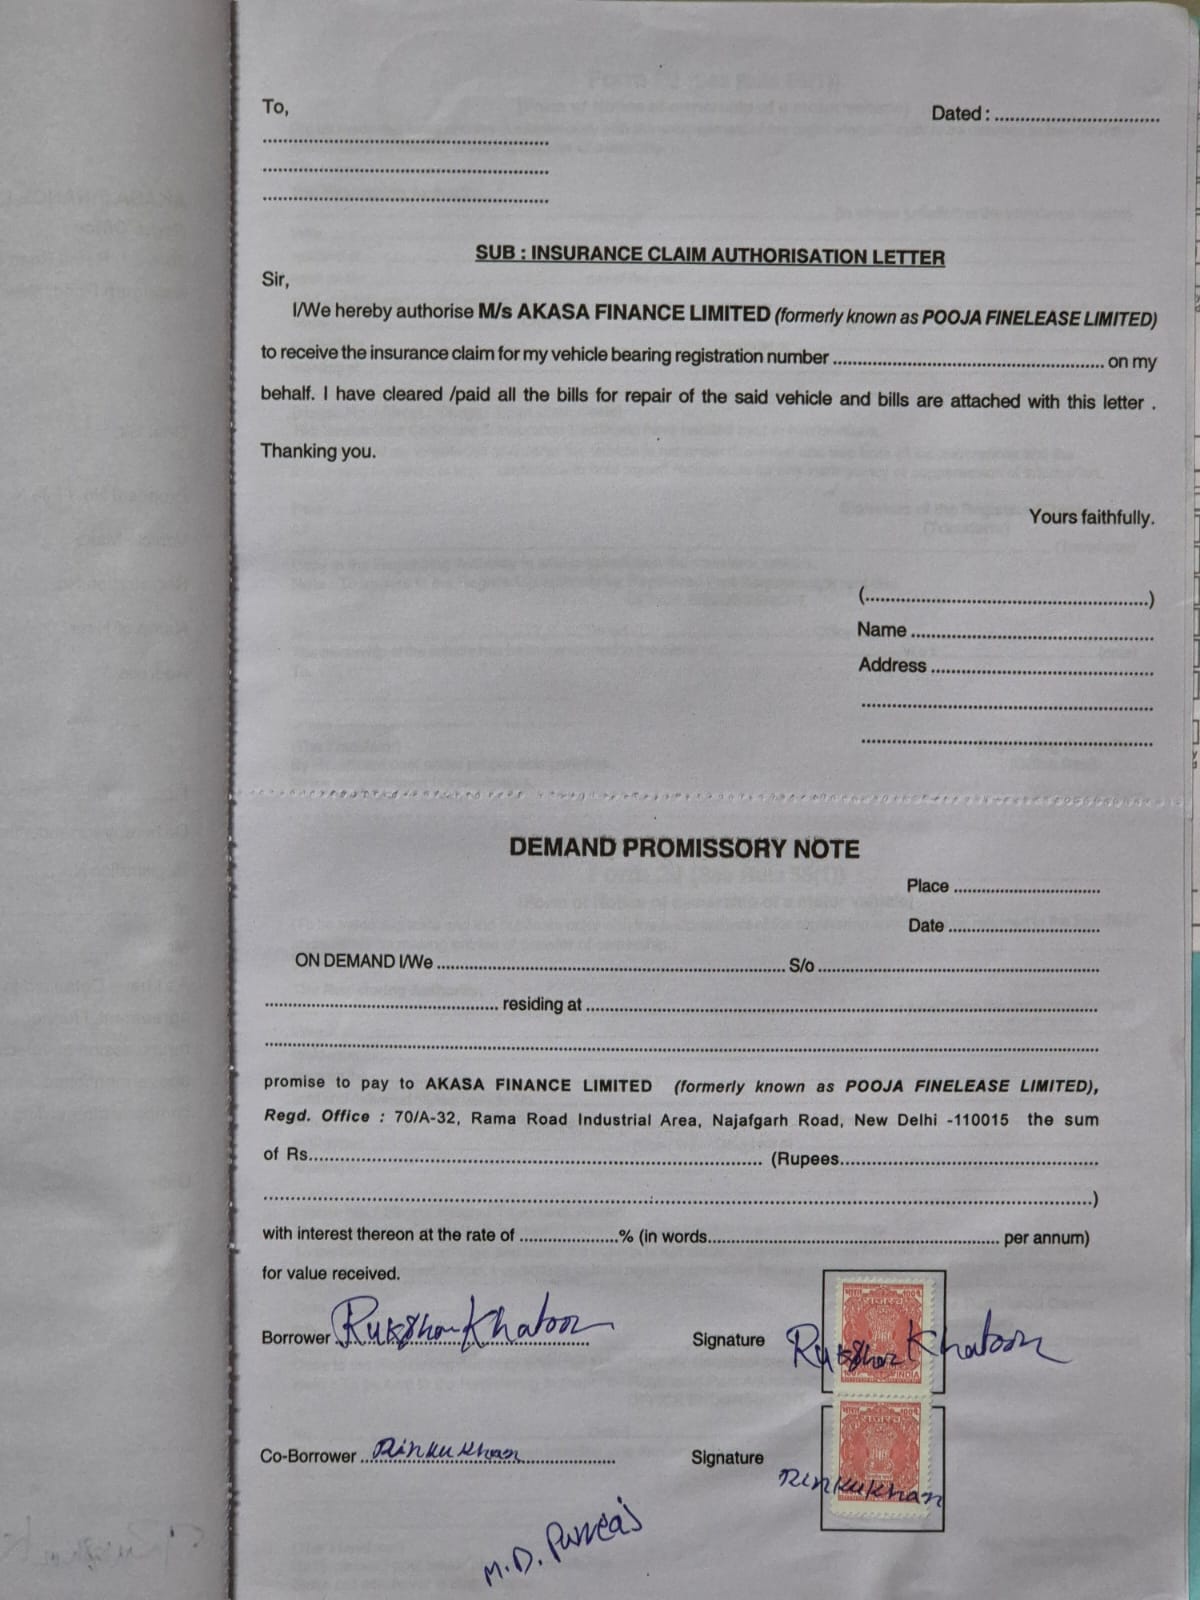 To,
Dated : ................................
............................................................
............................................................
............................................................
SUB : INSURANCE CLAIM AUTHORISATION LETTER
Sir,
I/We hereby authorise M/s AKASA FINANCE LIMITED (formerly known as POOJA FINELEASE LIMITED)
to receive the insurance claim for my vehicle bearing registration number ............................................................ on my
behalf. I have cleared /paid all the bills for repair of the said vehicle and bills are attached with this letter .
Thanking you.
Yours faithfully.
(............................................................)
Name ................................................
Address ............................................
............................................................
............................................................
DEMAND PROMISSORY NOTE
Place ..............................
Date ..............................
ON DEMAND I/We ............................................................ S/o ............................................................
................................................ residing at ............................................................
............................................................
promise to pay to AKASA FINANCE LIMITED (formerly known as POOJA FINELEASE LIMITED),
Regd. Office : 70/A-32, Rama Road Industrial Area, Najafgarh Road, New Delhi -110015 the sum
of Rs............................................................ (Rupees................................................
............................................................)
with interest thereon at the rate of ....................% (in words............................................................ per annum)
for value received.
Borrower Rukshar Khatoon Signature Rukshar Khatoon
भारत राजस्व INDIA
Co-Borrower Rinku Khan Signature Rinku Khan
भारत राजस्व
M.D.